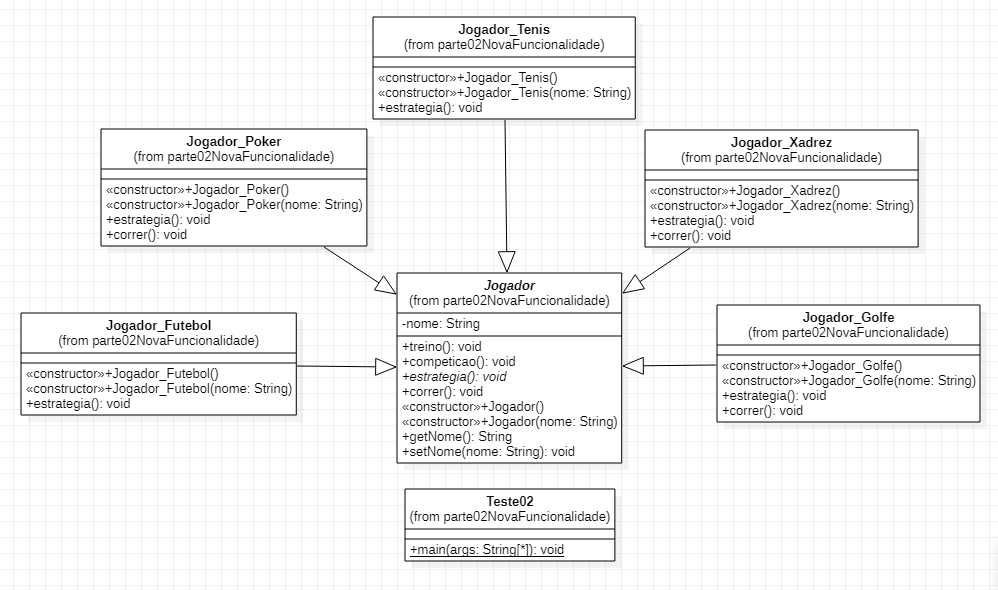 Jogador_Tenis
(from parte02NovaFuncionalidade)
«constructor»+Jogador_Tenis()
«constructor»+Jogador_Tenis(nome: String)
+estrategia(): void
Jogador_Poker
(from parte02NovaFuncionalidade)
«constructor»+Jogador_Poker()
«constructor»+Jogador_Poker(nome: String)
+estrategia(): void
+correr(): void
Jogador_Xadrez
(from parte02NovaFuncionalidade)
«constructor»+Jogador_Xadrez()
«constructor»+Jogador_Xadrez(nome: String)
+estrategia(): void
+correr(): void
Jogador
(from parte02NovaFuncionalidade)
-nome: String
+treino(): void
+competicao(): void
+estrategia(): void
+correr(): void
«constructor»+Jogador()
«constructor»+Jogador(nome: String)
+getNome(): String
+setNome(nome: String): void
Jogador_Futebol
(from parte02NovaFuncionalidade)
«constructor»+Jogador_Futebol()
«constructor»+Jogador_Futebol(nome: String)
+estrategia(): void
Jogador_Golfe
(from parte02NovaFuncionalidade)
«constructor»+Jogador_Golfe()
«constructor»+Jogador_Golfe(nome: String)
+estrategia(): void
+correr(): void
Teste02
(from parte02NovaFuncionalidade)
+main(args: String[*]): void